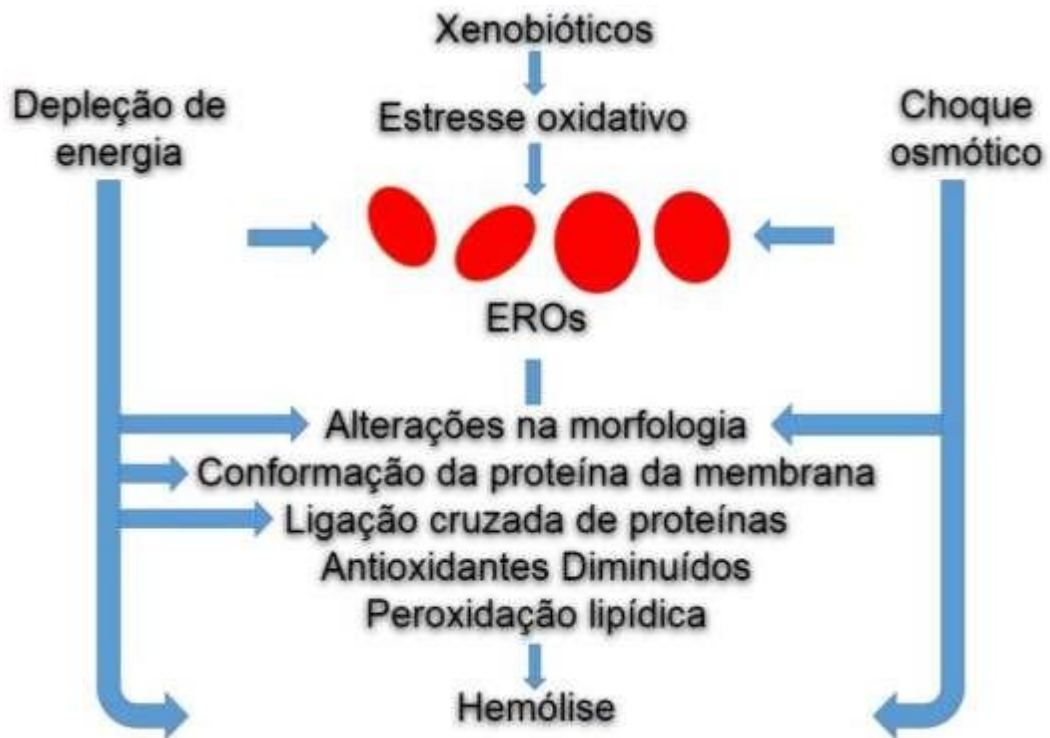 Xenobióticos
Depleção de
energia
Estresse oxidativo
Choque
osmótico
EROs
Alterações na morfologia
Conformação da proteína da membrana
Ligação cruzada de proteínas
Antioxidantes Diminuídos
Peroxidação lipídica
Hemólise